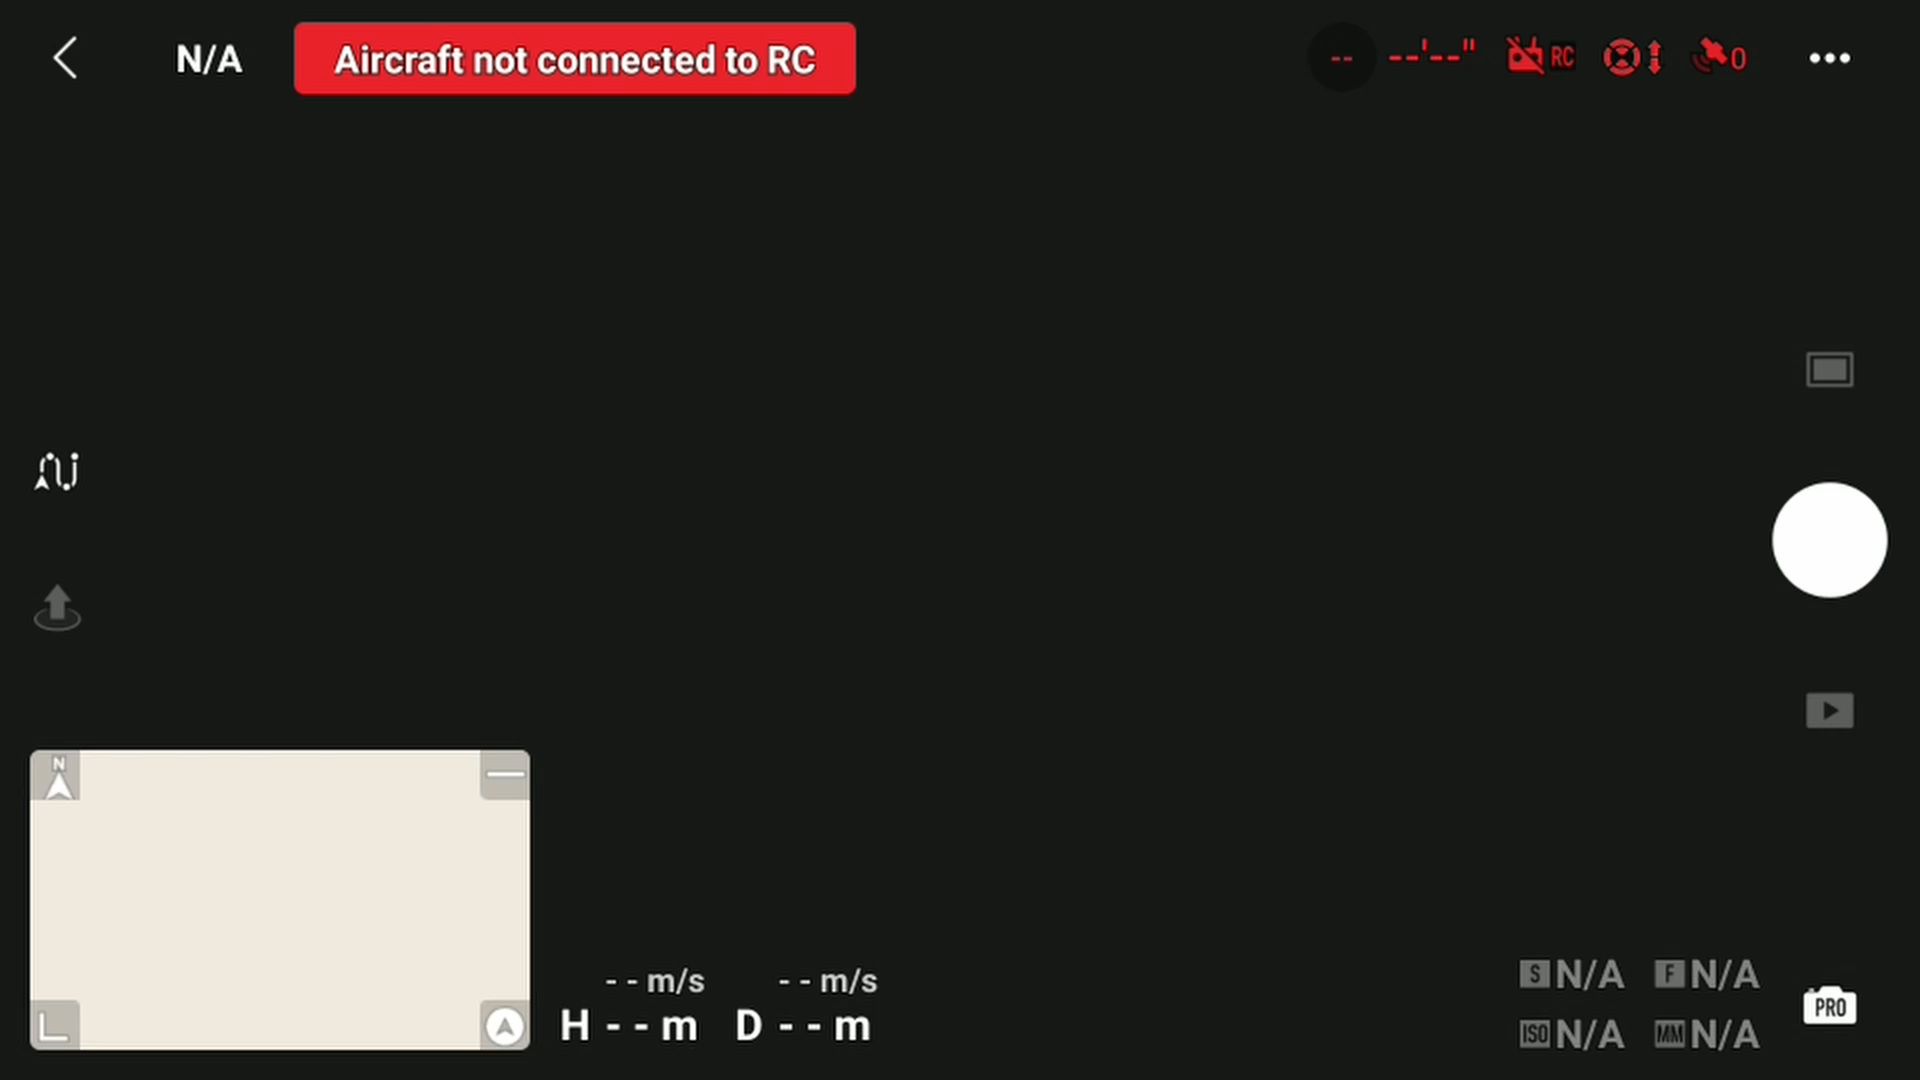 N/A
Aircraft not connected to RC
--
--'--"
RC
0
N
-- m/s
-- m/s
H -- m
D -- m
S N/A
F N/A
ISO N/A
MM N/A
PRO